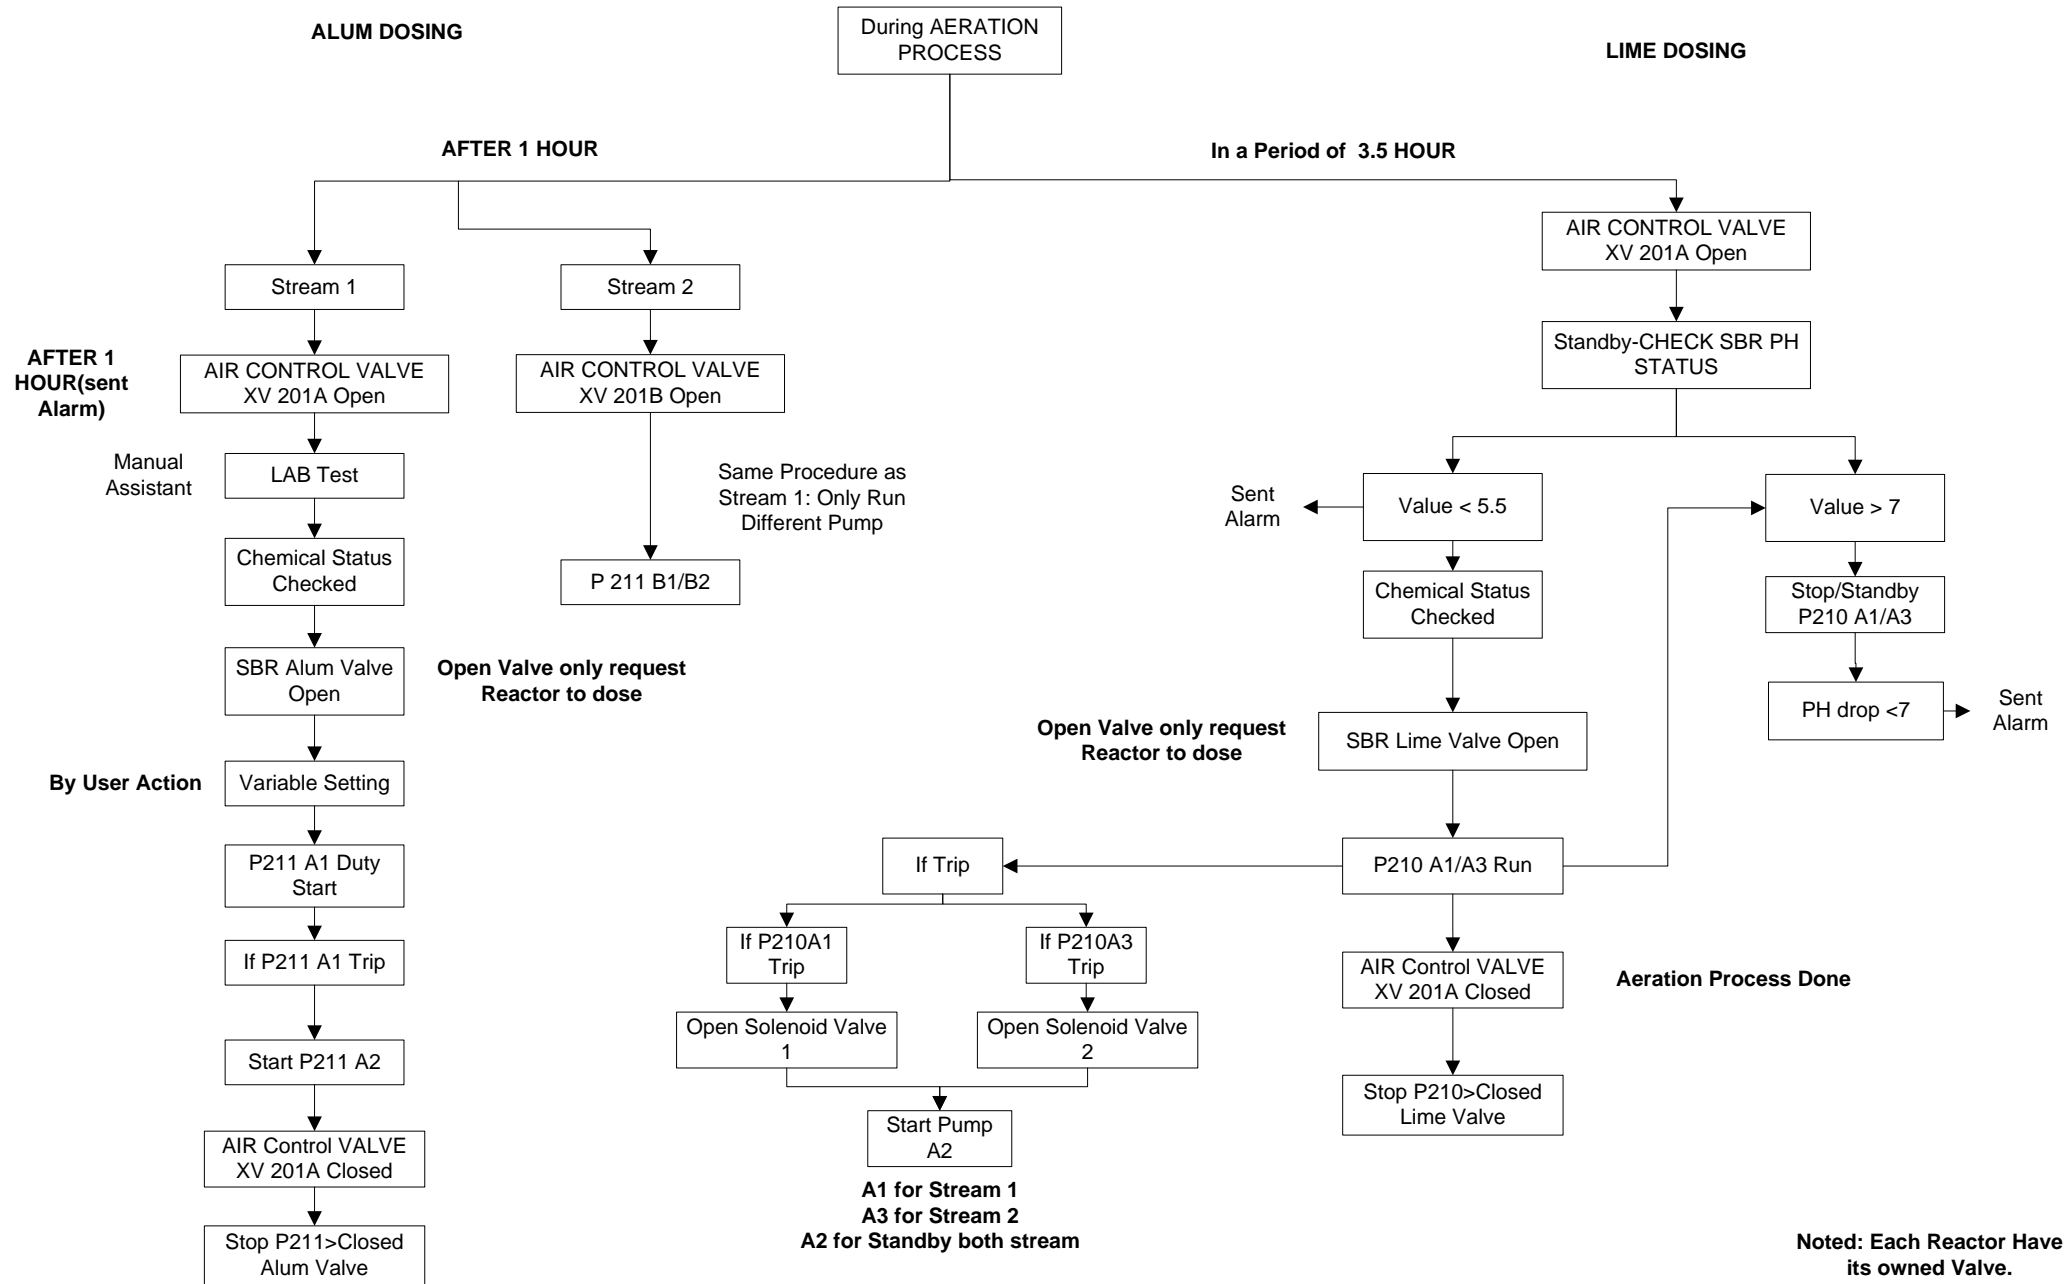 ALUM DOSING
During AERATION
PROCESS
LIME DOSING
AFTER 1 HOUR
In a Period of  3.5 HOUR
Stream 1
Stream 2
AIR CONTROL VALVE
XV 201A Open
AFTER 1
HOUR(sent
Alarm)
AIR CONTROL VALVE
XV 201A Open
AIR CONTROL VALVE
XV 201B Open
Standby-CHECK SBR PH
STATUS
Manual
Assistant
LAB Test
Same Procedure as
Stream 1: Only Run
Different Pump
Sent
Alarm
Value < 5.5
Value > 7
Chemical Status
Checked
P 211 B1/B2
Chemical Status
Checked
Stop/Standby
P210 A1/A3
SBR Alum Valve
Open
Open Valve only request
Reactor to dose
PH drop <7
Sent
Alarm
Open Valve only request
Reactor to dose
SBR Lime Valve Open
By User Action
Variable Setting
P211 A1 Duty
Start
If Trip
P210 A1/A3 Run
If P211 A1 Trip
If P210A1
Trip
If P210A3
Trip
AIR Control VALVE
XV 201A Closed
Aeration Process Done
Start P211 A2
Open Solenoid Valve
1
Open Solenoid Valve
2
Stop P210>Closed
Lime Valve
AIR Control VALVE
XV 201A Closed
Start Pump
A2
A1 for Stream 1
A3 for Stream 2
A2 for Standby both stream
Stop P211>Closed
Alum Valve
Noted: Each Reactor Have
its owned Valve.